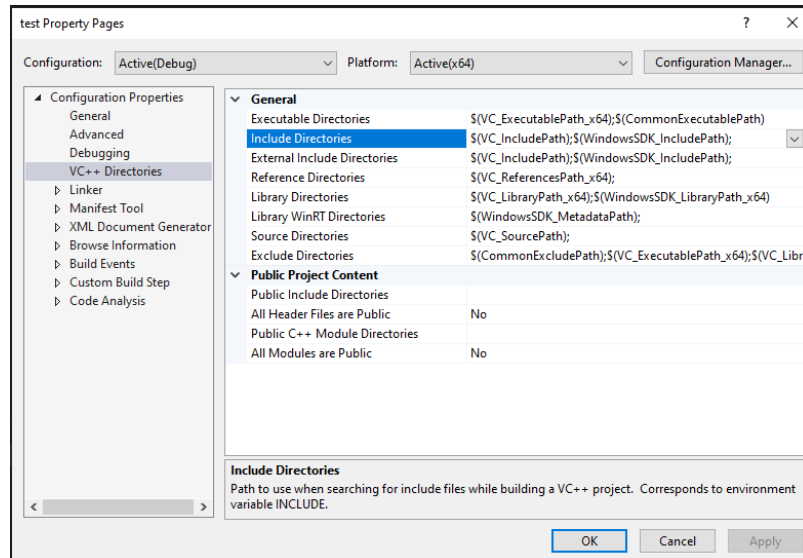 test Property Pages ? ×
Configuration: Active(Debug) Platform: Active(x64) Configuration Manager...
Configuration Properties
General
Advanced
Debugging
VC++ Directories
Linker
Manifest Tool
XML Document Generator
Browse Information
Build Events
Custom Build Step
Code Analysis
General
Executable Directories $(VC_ExecutablePath_x64);$(CommonExecutablePath)
Include Directories $(VC_IncludePath);$(WindowsSDK_IncludePath);
External Include Directories $(VC_IncludePath);$(WindowsSDK_IncludePath);
Reference Directories $(VC_ReferencesPath_x64);
Library Directories $(VC_LibraryPath_x64);$(WindowsSDK_LibraryPath_x64)
Library WinRT Directories $(WindowsSDK_MetadataPath);
Source Directories $(VC_SourcePath);
Exclude Directories $(CommonExcludePath);$(VC_ExecutablePath_x64);$(VC_Libr
Public Project Content
Public Include Directories
All Header Files are Public No
Public C++ Module Directories
All Modules are Public No
Include Directories
Path to use when searching for include files while building a VC++ project. Corresponds to environment
variable INCLUDE.
OK Cancel Apply